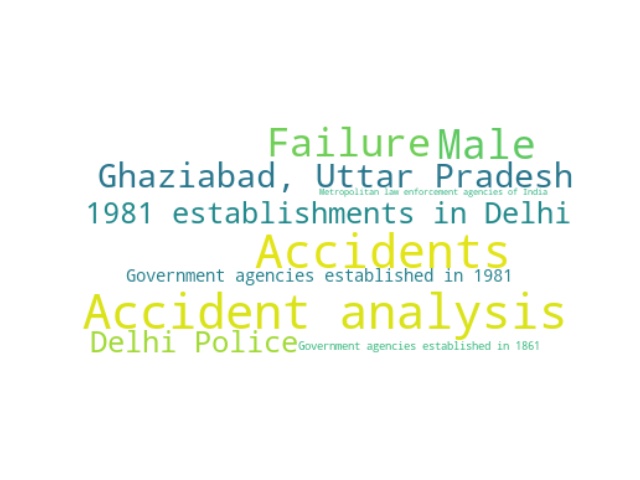 Failure Male
Ghaziabad, Uttar Pradesh
Metropolitan law enforcement agencies of India
1981 establishments in Delhi
Accidents
Government agencies established in 1981
Accident analysis
Delhi Police
Government agencies established in 1861